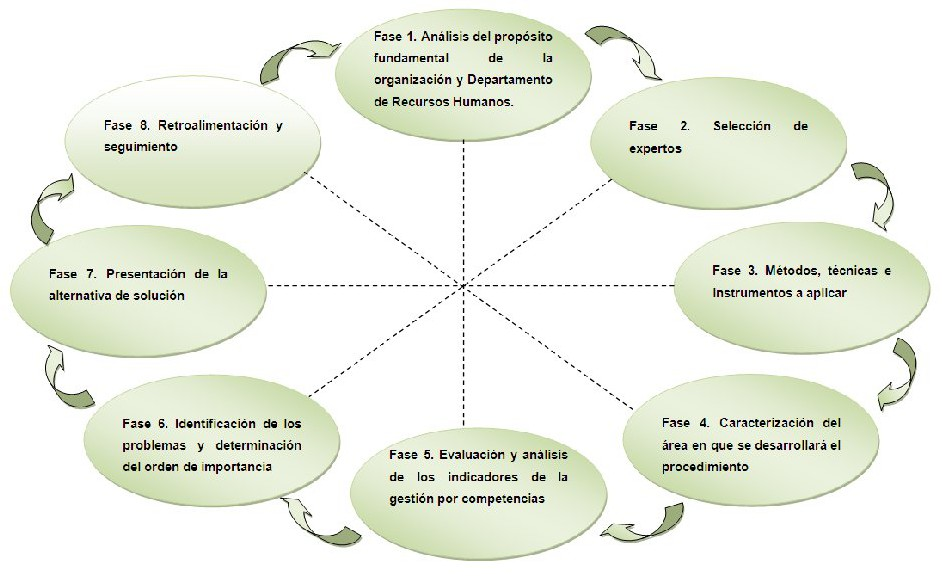 Fase 1. Análisis del propósito
fundamental de la
organización y Departamento
de Recursos Humanos.
Fase 2. Selección de
expertos
Fase 3. Métodos, técnicas e
instrumentos a aplicar
Fase 4. Caracterización del
área en que se desarrollará el
procedimiento
Fase 5. Evaluación y análisis
de los indicadores de la
gestión por competencias
Fase 6. Identificación de los
problemas y determinación
del orden de importancia
Fase 7. Presentación de la
alternativa de solución
Fase 8. Retroalimentación y
seguimiento